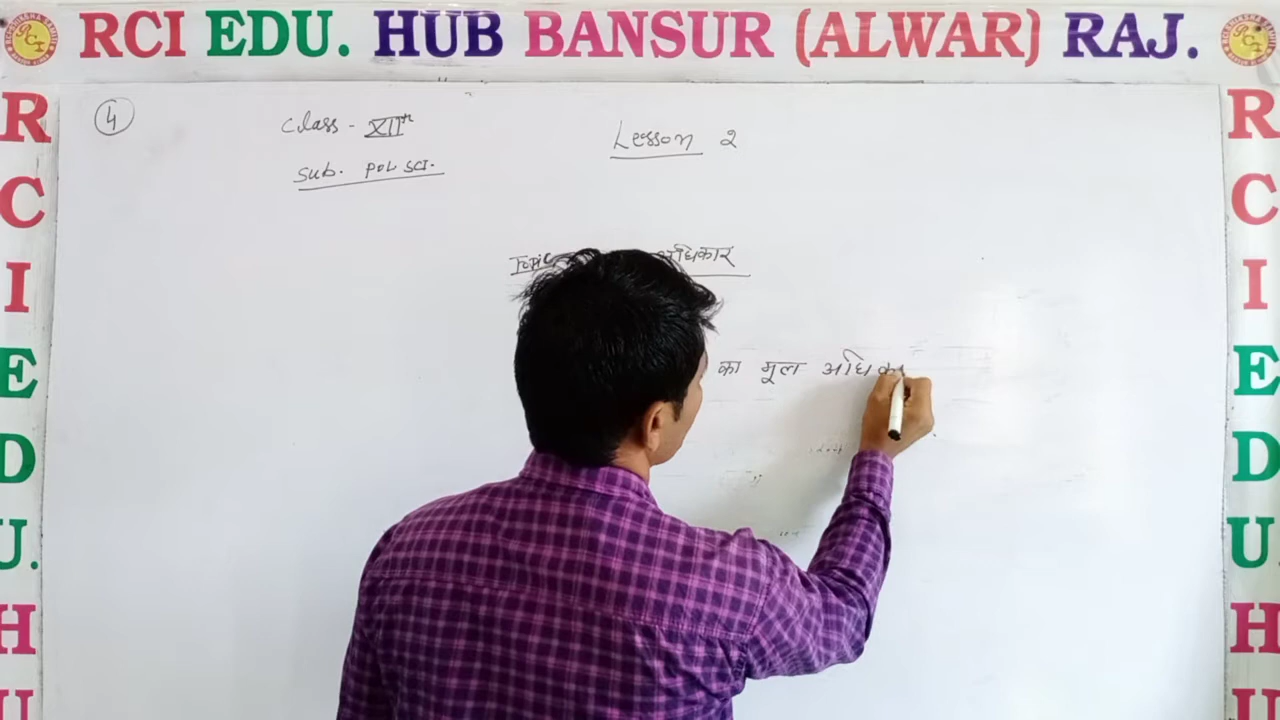 RCI EDU. HUB BANSUR (ALWAR) RAJ.
R C I E D U. H U
R C I E D U. H U
4
Class - XIIth
Sub. Pol sci.
Lesson 2
Topic अधिकार
का मूल अधिका